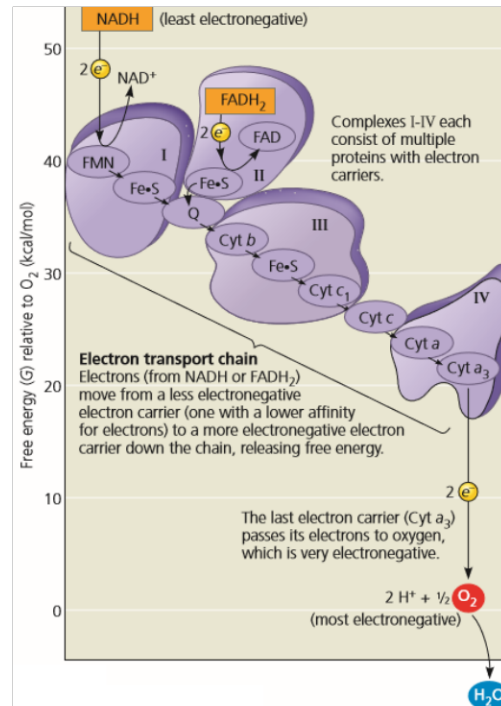 NADH (least electronegative)
50
2 e⁻
NAD⁺
FADH₂
2 e⁻
FAD
Complexes I-IV each
consist of multiple
proteins with electron
carriers.
I
40
FMN
Fe•S
Fe•S
II
Q
III
Cyt b
30
Fe•S
Cyt c₁
IV
Cyt c
Cyt a
Cyt a₃
Electron transport chain
Electrons (from NADH or FADH₂)
move from a less electronegative
electron carrier (one with a lower affinity
for electrons) to a more electronegative electron
carrier down the chain, releasing free energy.
20
Free energy (G) relative to O₂ (kcal/mol)
10
2 e⁻
The last electron carrier (Cyt a₃)
passes its electrons to oxygen,
which is very electronegative.
0
2 H⁺ + ½ O₂
(most electronegative)
H₂O